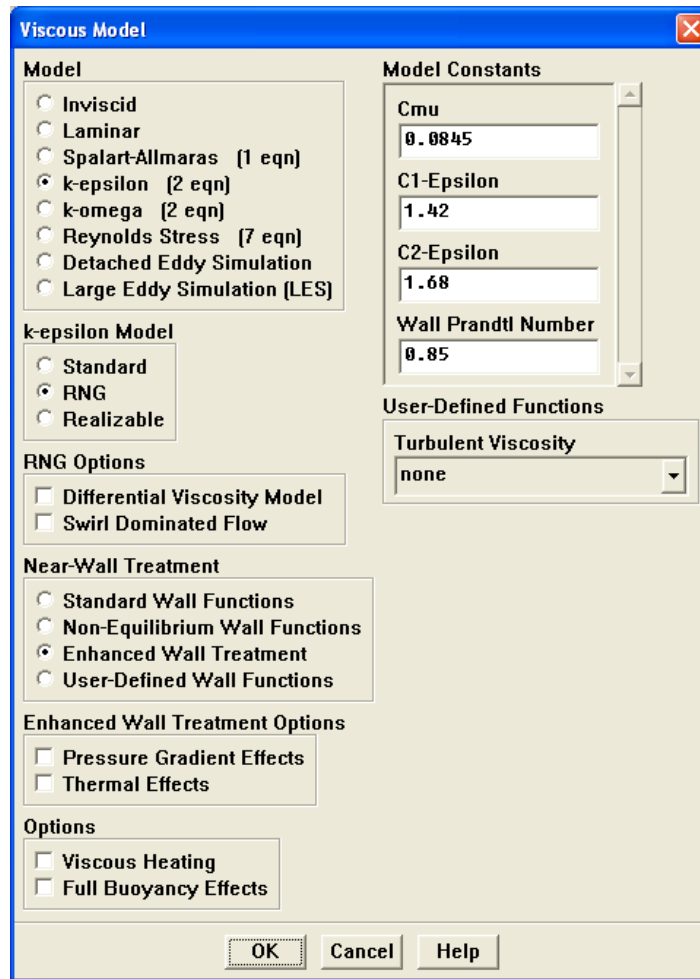 Viscous Model
Model
Inviscid
Laminar
Spalart-Allmaras (1 eqn)
k-epsilon (2 eqn)
k-omega (2 eqn)
Reynolds Stress (7 eqn)
Detached Eddy Simulation
Large Eddy Simulation (LES)
k-epsilon Model
Standard
RNG
Realizable
RNG Options
Differential Viscosity Model
Swirl Dominated Flow
Near-Wall Treatment
Standard Wall Functions
Non-Equilibrium Wall Functions
Enhanced Wall Treatment
User-Defined Wall Functions
Enhanced Wall Treatment Options
Pressure Gradient Effects
Thermal Effects
Options
Viscous Heating
Full Buoyancy Effects
Model Constants
Cmu
0.0845
C1-Epsilon
1.42
C2-Epsilon
1.68
Wall Prandtl Number
0.85
User-Defined Functions
Turbulent Viscosity
none
OK Cancel Help